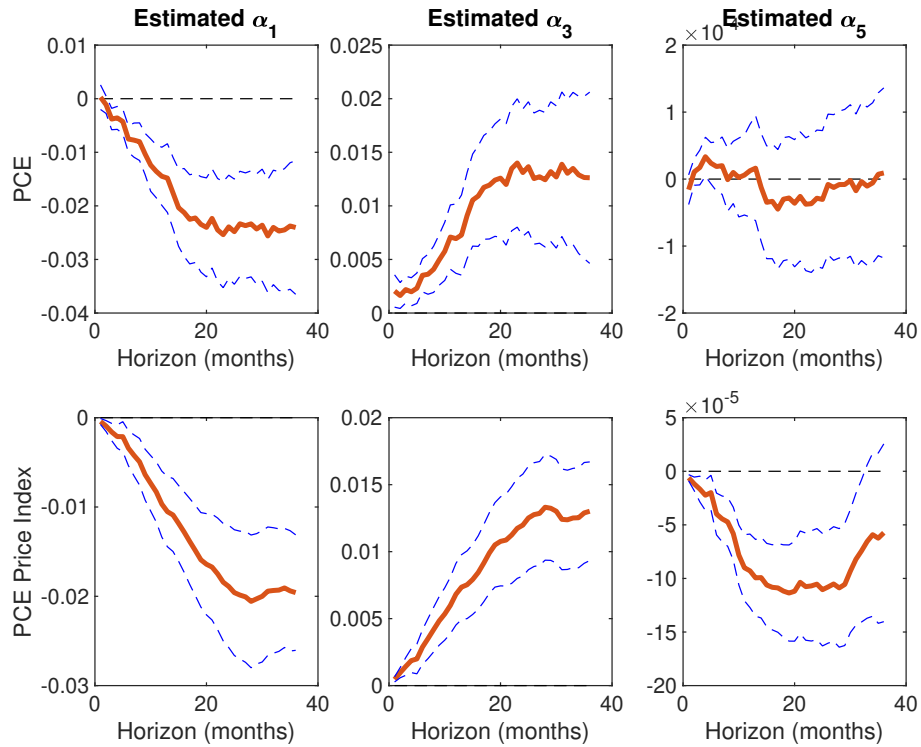 Estimated α1
Estimated α3
Estimated α5
PCE
0.01
0
-0.01
-0.02
-0.03
-0.04
0 20 40
Horizon (months)
0.025
0.02
0.015
0.01
0.005
0
0 20 40
Horizon (months)
×10-4
2
1
0
-1
-2
0 20 40
Horizon (months)
PCE Price Index
0
-0.01
-0.02
-0.03
0 20 40
Horizon (months)
0.02
0.015
0.01
0.005
0
0 20 40
Horizon (months)
×10-5
5
0
-5
-10
-15
-20
0 20 40
Horizon (months)